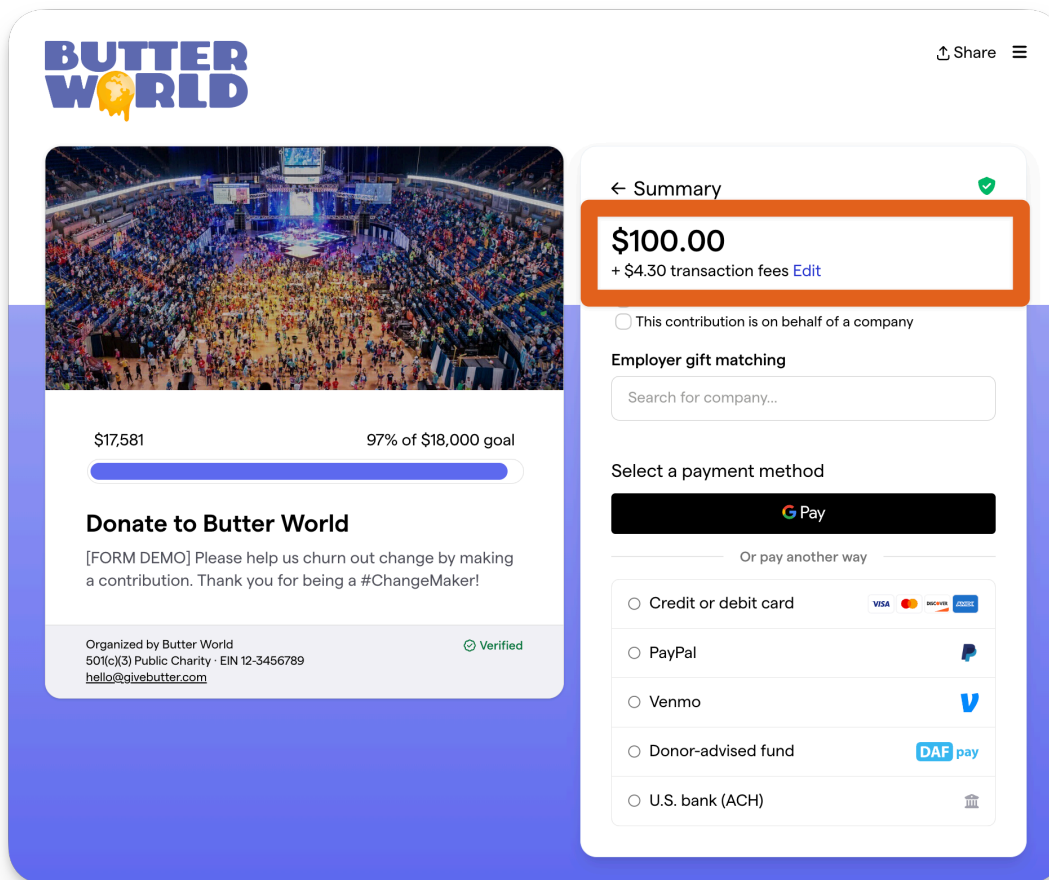 BUTTER
WORLD
Share
$17,581
97% of $18,000 goal
Donate to Butter World
[FORM DEMO] Please help us churn out change by making
a contribution. Thank you for being a #ChangeMaker!
Organized by Butter World
501(c)(3) Public Charity · EIN 12-3456789
hello@givebutter.com
Verified
← Summary
$100.00
+ $4.30 transaction fees Edit
This contribution is on behalf of a company
Employer gift matching
Search for company...
Select a payment method
G Pay
Or pay another way
Credit or debit card
VISA
DISCOVER
AMEX
PayPal
Venmo
Donor-advised fund
DAF pay
U.S. bank (ACH)